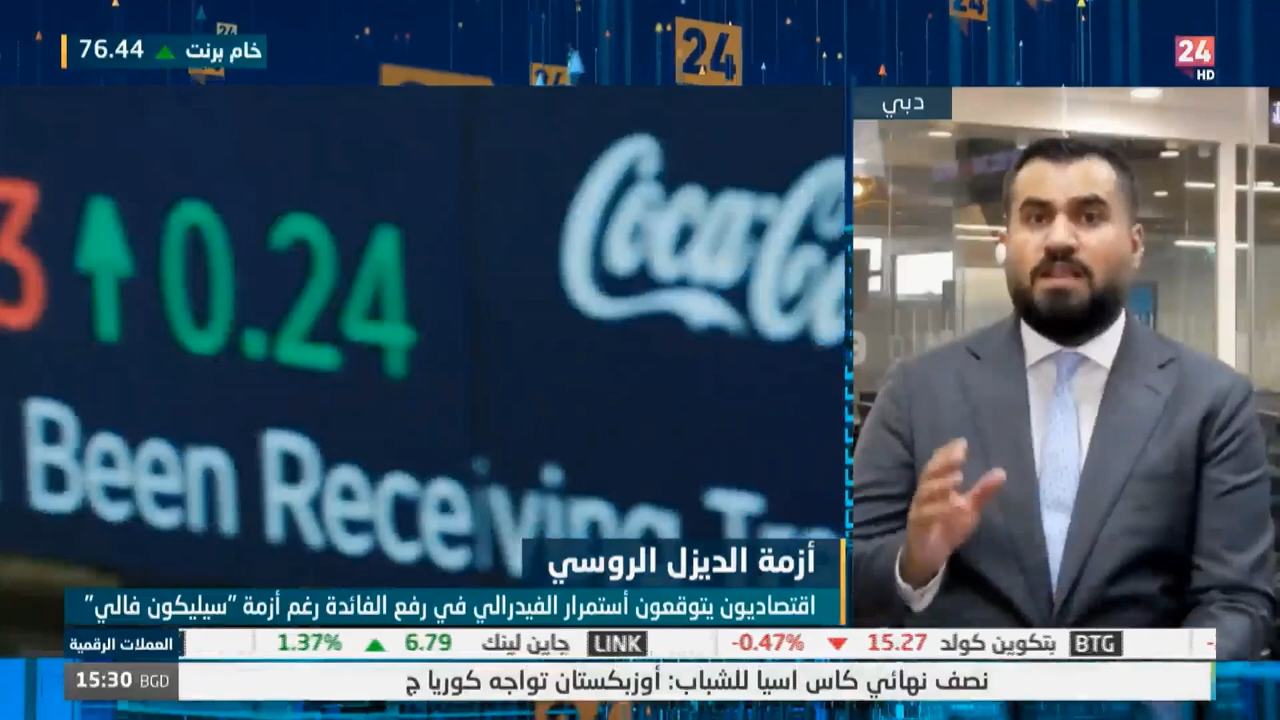 خام برنت ▲ 76.44
24
24
HD
دبي
0.24
Coca-Co
Been Receiving
أزمة الديزل الروسي
اقتصاديون يتوقعون أستمرار الفيدرالي في رفع الفائدة رغم أزمة "سيليكون فالي"
العملات الرقمية
BTG بتكوين كولد 15.27 ▼ -0.47%
LINK جاين لينك 6.79 ▲ 1.37%
نصف نهائي كاس اسيا للشباب: أوزبكستان تواجه كوريا ج
15:30 BGD